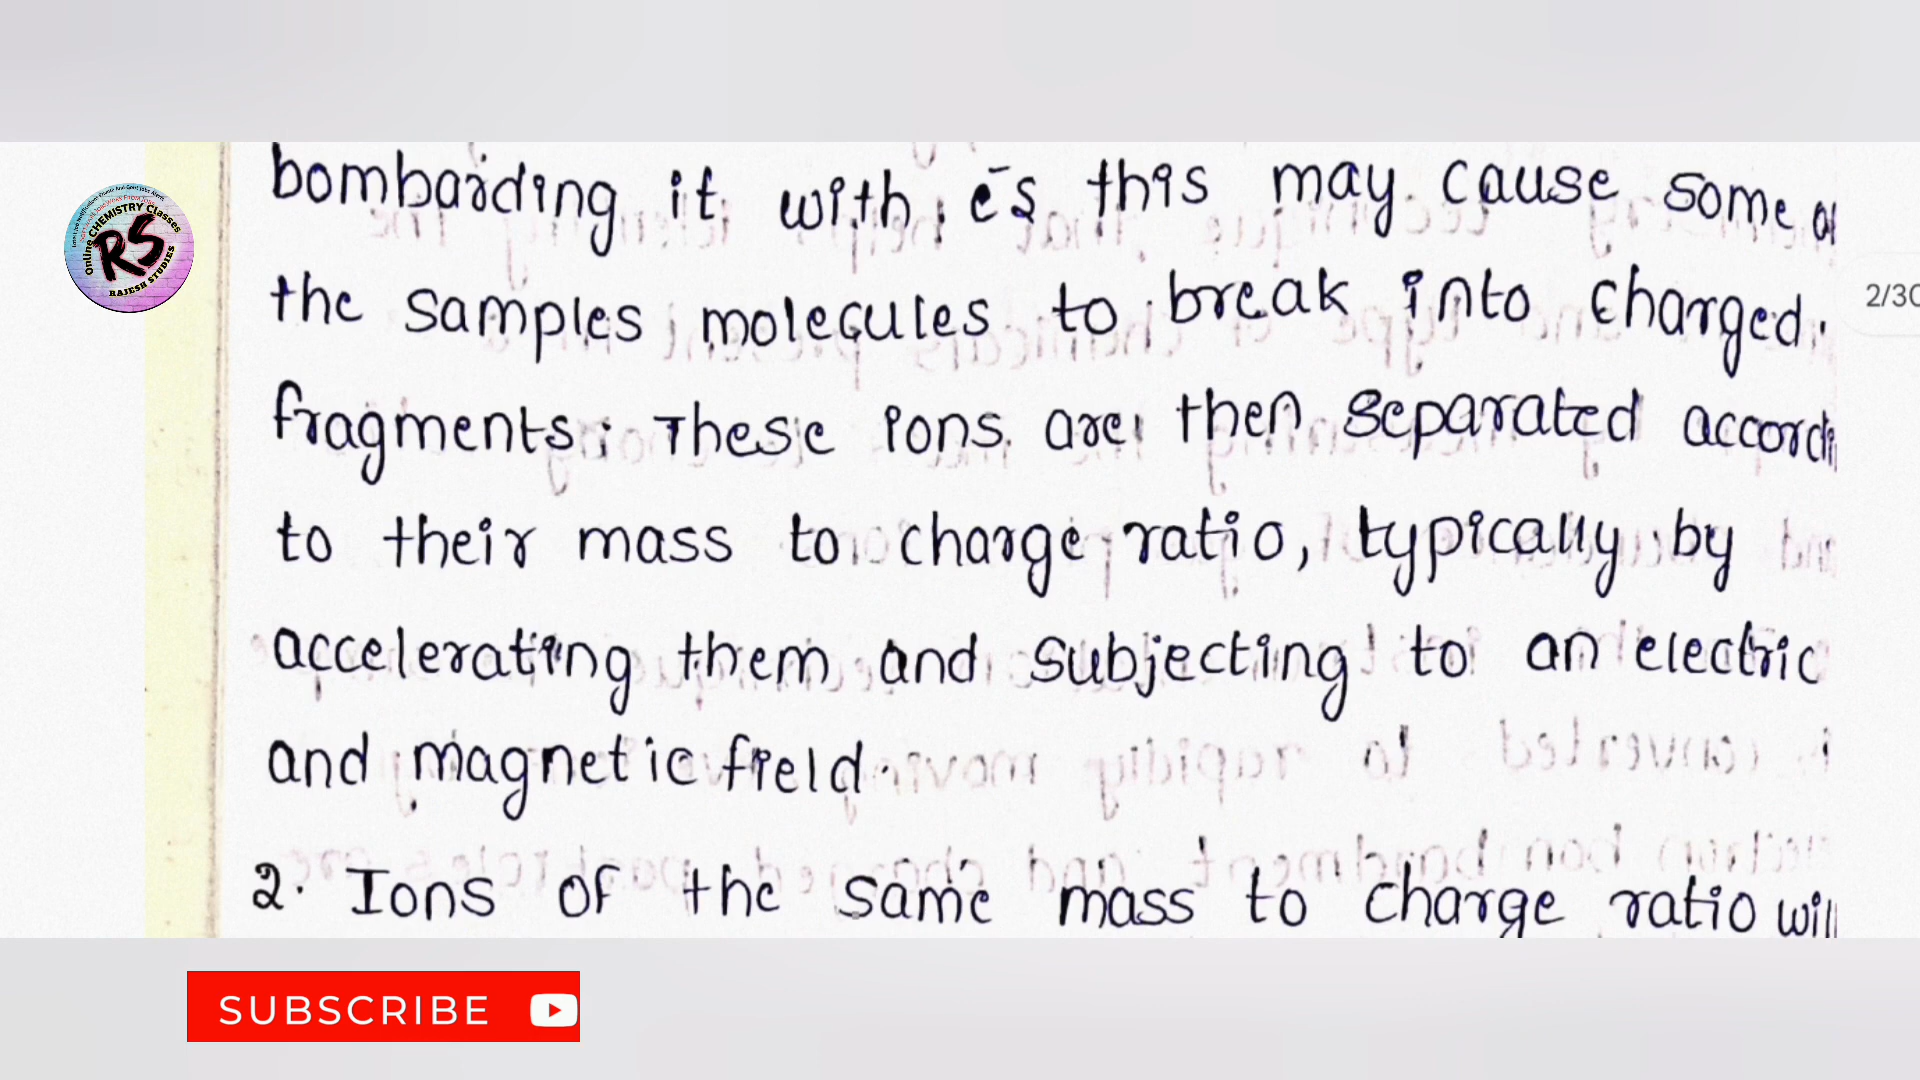 bombarding it with e⁻s this may cause some
the samples molecules to break into charged.
fragments. These ions are then separated accordi
to their mass to charge ratio, typically by
accelerating them and subjecting to an electric
and magnetic field.
2. Ions of the same mass to charge ratio will
2/30
Online CHEMISTRY Classes
RS
RAJESH STUDIES
SUBSCRIBE